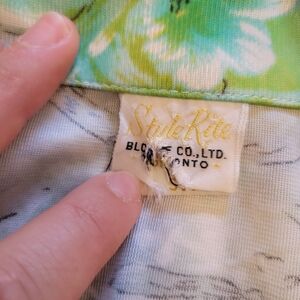 Style Rite
CO., LTD.